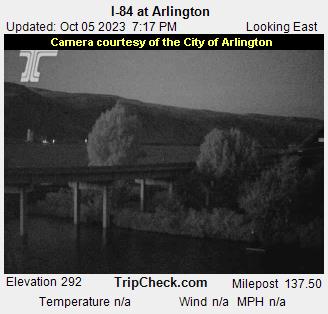 I-84 at Arlington
Updated: Oct 05 2023 7:17 PM Looking East
Camera courtesy of the City of Arlington
Elevation 292 TripCheck.com Milepost 137.50
Temperature n/a Wind n/a MPH n/a